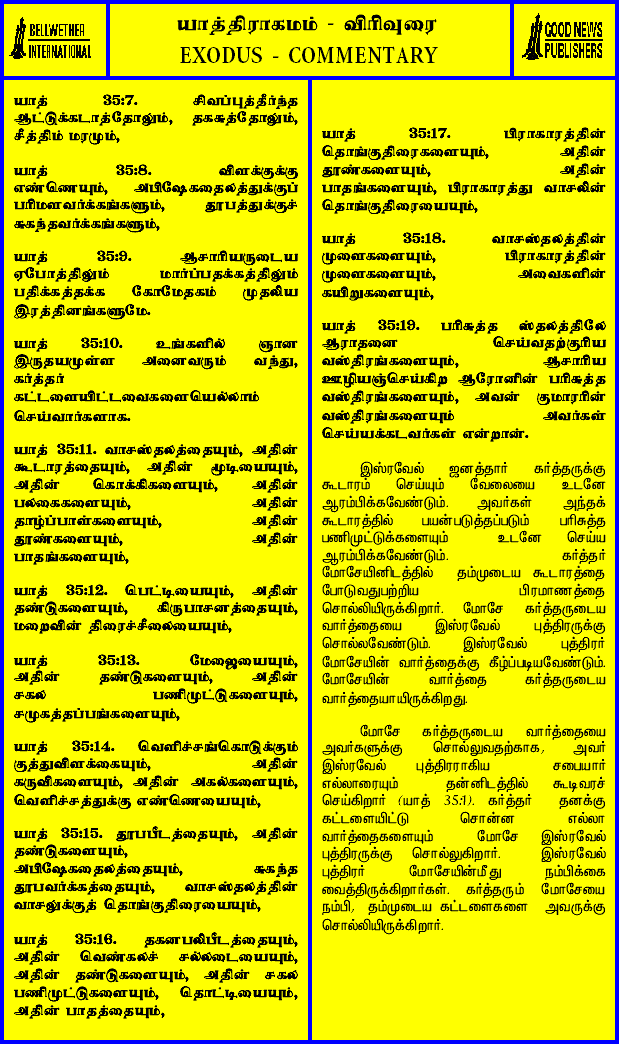 BELLWETHER
INTERNATIONAL
யாத்திராகமம் - விரிவுரை
EXODUS - COMMENTARY
GOOD NEWS
PUBLISHERS
யாத் 35:7. சிவப்புத்தீர்ந்த
ஆட்டுக்கடாத்தோலும், தகசுத்தோலும்,
சீத்திம் மரமும்,
யாத் 35:8. விளக்குக்கு
எண்ணெயும், அபிஷேகதைலத்துக்குப்
பரிமளவர்க்கங்களும், தூபத்துக்குச்
சுகந்தவர்க்கங்களும்,
யாத் 35:9. ஆசாரியருடைய
ஏபோத்திலும் மார்ப்பதக்கத்திலும்
பதிக்கத்தக்க கோமேதகம் முதலிய
இரத்தினங்களுமே.
யாத் 35:10. உங்களில் ஞான
இருதயமுள்ள அனைவரும் வந்து,
கர்த்தர்
கட்டளையிட்டவைகளையெல்லாம்
செய்வார்களாக.
யாத் 35:11. வாசஸ்தலத்தையும், அதின்
கூடாரத்தையும், அதின் மூடியையும்,
அதின் கொக்கிகளையும், அதின்
பலகைகளையும், அதின்
தாழ்ப்பாள்களையும், அதின்
தூண்களையும், அதின்
பாதங்களையும்,
யாத் 35:12. பெட்டியையும், அதின்
தண்டுகளையும், கிருபாசனத்தையும்,
மறைவின் திரைச்சீலையையும்,
யாத் 35:13. மேஜையையும்,
அதின் தண்டுகளையும், அதின்
சகல பணிமுட்டுகளையும்,
சமுகத்தப்பங்களையும்,
யாத் 35:14. வெளிச்சங்கொடுக்கும்
குத்துவிளக்கையும், அதின்
கருவிகளையும், அதின் அகல்களையும்,
வெளிச்சத்துக்கு எண்ணெயையும்,
யாத் 35:15. தூபபீடத்தையும், அதின்
தண்டுகளையும்,
அபிஷேகதைலத்தையும், சுகந்த
தூபவர்க்கத்தையும், வாசஸ்தலத்தின்
வாசலுக்குத் தொங்குதிரையையும்,
யாத் 35:16. தகனபலிபீடத்தையும்,
அதின் வெண்கலச் சல்லடையையும்,
அதின் தண்டுகளையும், அதின் சகல
பணிமுட்டுகளையும், தொட்டியையும்,
அதின் பாதத்தையும்,
யாத் 35:17. பிராகாரத்தின்
தொங்குதிரைகளையும், அதின்
தூண்களையும், அதின்
பாதங்களையும், பிராகாரத்து வாசலின்
தொங்குதிரையையும்,
யாத் 35:18. வாசஸ்தலத்தின்
முளைகளையும், பிராகாரத்தின்
முளைகளையும், அவைகளின்
கயிறுகளையும்,
யாத் 35:19. பரிசுத்த ஸ்தலத்திலே
ஆராதனை செய்வதற்குரிய
வஸ்திரங்களையும், ஆசாரிய
ஊழியஞ்செய்கிற ஆரோனின் பரிசுத்த
வஸ்திரங்களையும், அவன் குமாரரின்
வஸ்திரங்களையும் அவர்கள்
செய்யக்கடவர்கள் என்றான்.
இஸ்ரவேல் ஜனத்தார் கர்த்தருக்கு
கூடாரம் செய்யும் வேலையை உடனே
ஆரம்பிக்கவேண்டும். அவர்கள் அந்தக்
கூடாரத்தில் பயன்படுத்தப்படும் பரிசுத்த
பணிமுட்டுக்களையும் உடனே செய்ய
ஆரம்பிக்கவேண்டும். கர்த்தர்
மோசேயினிடத்தில் தம்முடைய கூடாரத்தை
போடுவதுபற்றிய பிரமாணத்தை
சொல்லியிருக்கிறார். மோசே கர்த்தருடைய
வார்த்தையை இஸ்ரவேல் புத்திரருக்கு
சொல்லவேண்டும். இஸ்ரவேல் புத்திரர்
மோசேயின் வார்த்தைக்கு கீழ்ப்படியவேண்டும்.
மோசேயின் வார்த்தை கர்த்தருடைய
வார்த்தையாயிருக்கிறது.
மோசே கர்த்தருடைய வார்த்தையை
அவர்களுக்கு சொல்லுவதற்காக, அவர்
இஸ்ரவேல் புத்திரராகிய சபையார்
எல்லாரையும் தன்னிடத்தில் கூடிவரச்
செய்கிறார் (யாத் 35:1). கர்த்தர் தனக்கு
கட்டளையிட்டு சொன்ன எல்லா
வார்த்தைகளையும் மோசே இஸ்ரவேல்
புத்திரருக்கு சொல்லுகிறார். இஸ்ரவேல்
புத்திரர் மோசேயின்மீது நம்பிக்கை
வைத்திருக்கிறார்கள். கர்த்தரும் மோசேயை
நம்பி, தம்முடைய கட்டளைகளை அவருக்கு
சொல்லியிருக்கிறார்.